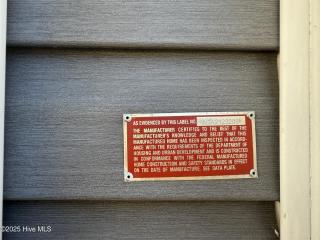 AS EVIDENCED BY THIS LABEL NO.
THE MANUFACTURER CERTIFIES TO THE BEST OF THE
MANUFACTURER'S KNOWLEDGE AND BELIEF THAT THIS
MANUFACTURED HOME HAS BEEN INSPECTED IN ACCORD-
ANCE WITH THE REQUIREMENTS OF THE DEPARTMENT OF
HOUSING AND URBAN DEVELOPMENT AND IS CONSTRUCTED
IN CONFORMANCE WITH THE FEDERAL MANUFACTURED
HOME CONSTRUCTION AND SAFETY STANDARDS IN EFFECT
ON THE DATE OF MANUFACTURE. SEE DATA PLATE.
©2025 Hive MLS